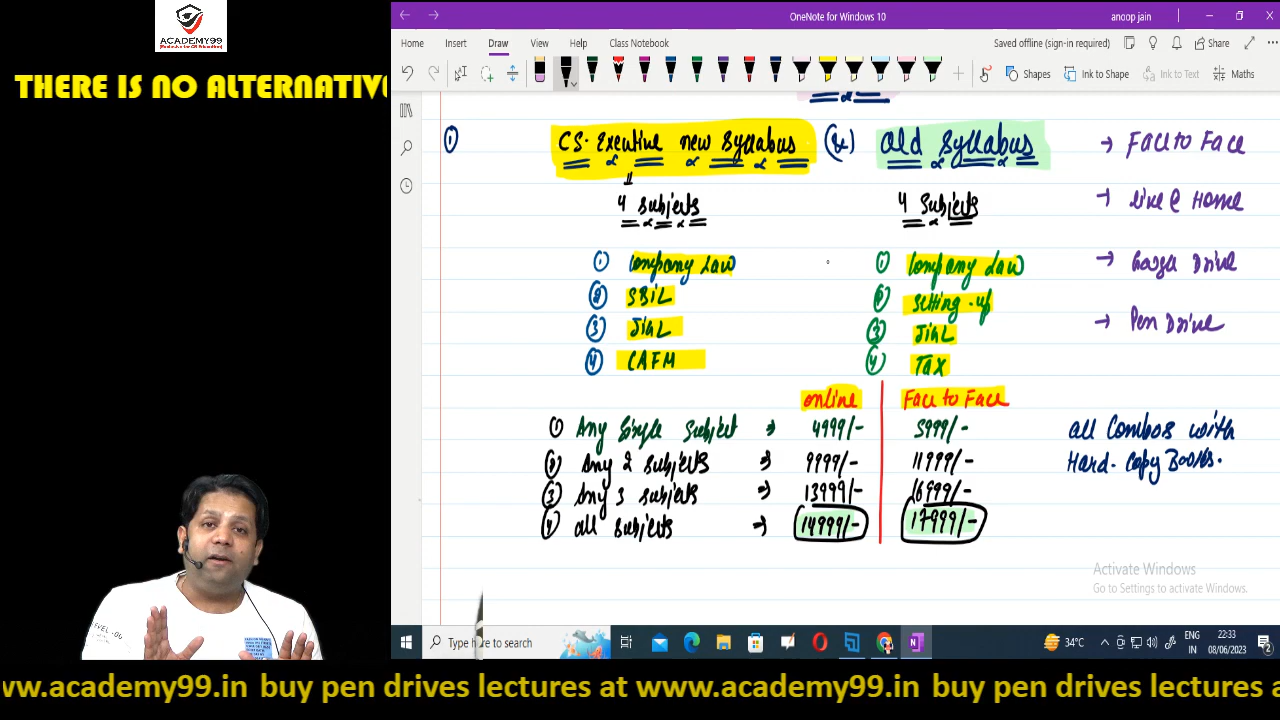 ACADEMY99
THERE IS NO ALTERNATIVE
OneNote for Windows 10
anoop jain
Home Insert Draw View Help Class Notebook
Saved offline (sign-in required) Share
Shapes Ink to Shape Ink to Text Maths
① CS-Exective new Syllabus (&) Old Syllabus
4 Subjects
4 Subjects
① Company Law
② SBIL
③ JIGL
④ CAFM
① Company Law
② Setting-up
③ JIGL
④ Tax
→ Face to Face
→ Live @ Home
→ Google Drive
→ Pen Drive
online Face to Face
① Any Single Subject ⇒ 4999/- 5999/-
② Any 2 Subjects ⇒ 9999/- 11999/-
③ Any 3 Subjects ⇒ 13999/- 16999/-
④ all Subjects ⇒ 14999/- 17999/-
all Combos with
Hard-Copy Books.
Activate Windows
Go to Settings to activate Windows.
Type here to search
34°C
ENG
IN
22:33
08/06/2023
ww.academy99.in buy pen drives lectures at www.academy99.in buy pen drives lectures a